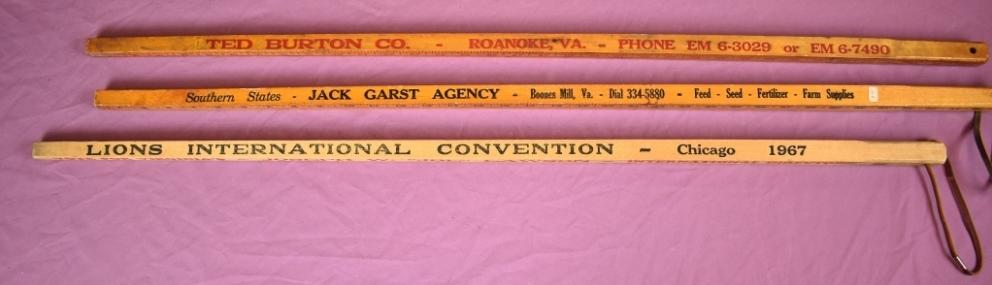 TED BURTON CO. - ROANOKE, VA. - PHONE EM 6-3029 or EM 6-7490
Southern States - JACK GARST AGENCY - Boones Mill, Va. - Dial 334-5880 - Feed - Seed - Fertilizer - Farm Supplies
LIONS INTERNATIONAL CONVENTION - Chicago 1967